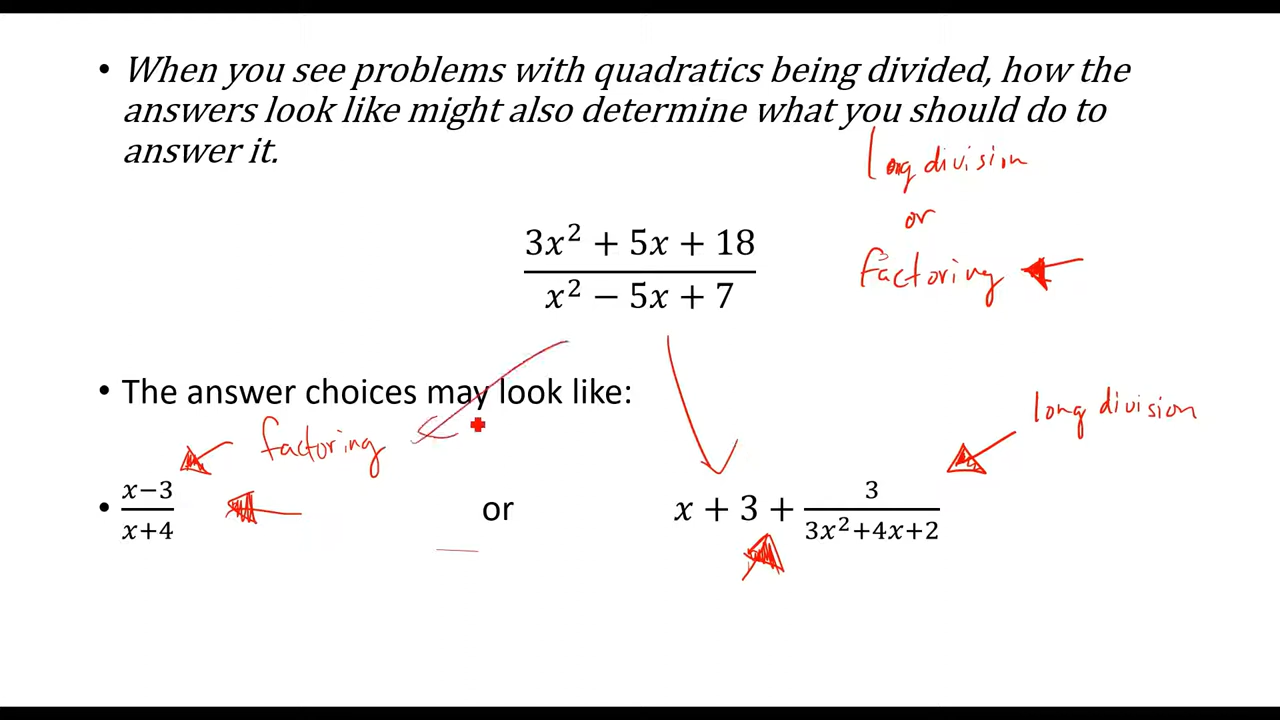 • When you see problems with quadratics being divided, how the
answers look like might also determine what you should do to
answer it.
long division
or
factoring
3x² + 5x + 18
x² − 5x + 7
• The answer choices may look like:
long division
factoring
• x−3
x+4
or
x + 3 + 3
3x²+4x+2